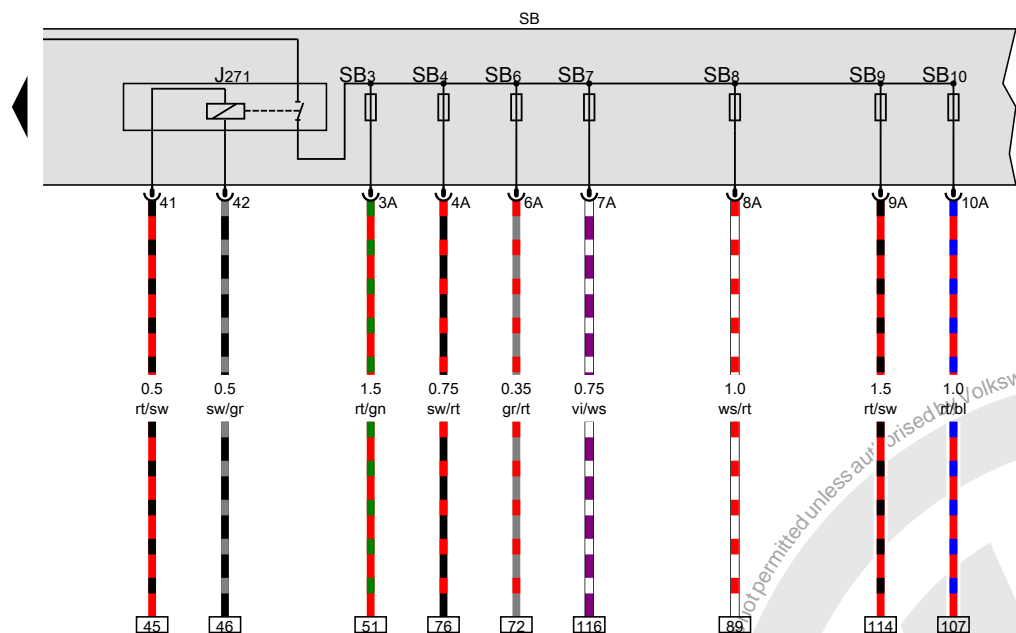 SB
J271 SB3 SB4 SB6 SB7 SB8 SB9 SB10
41 42 3A 4A 6A 7A 8A 9A 10A
0.5 0.5 1.5 0.75 0.35 0.75 1.0 1.5 1.0
rt/sw sw/gr rt/gn sw/rt gr/rt vi/ws ws/rt rt/sw rt/bl
45 46 51 76 72 116 89 114 107
not permitted unless authorised by Volksw